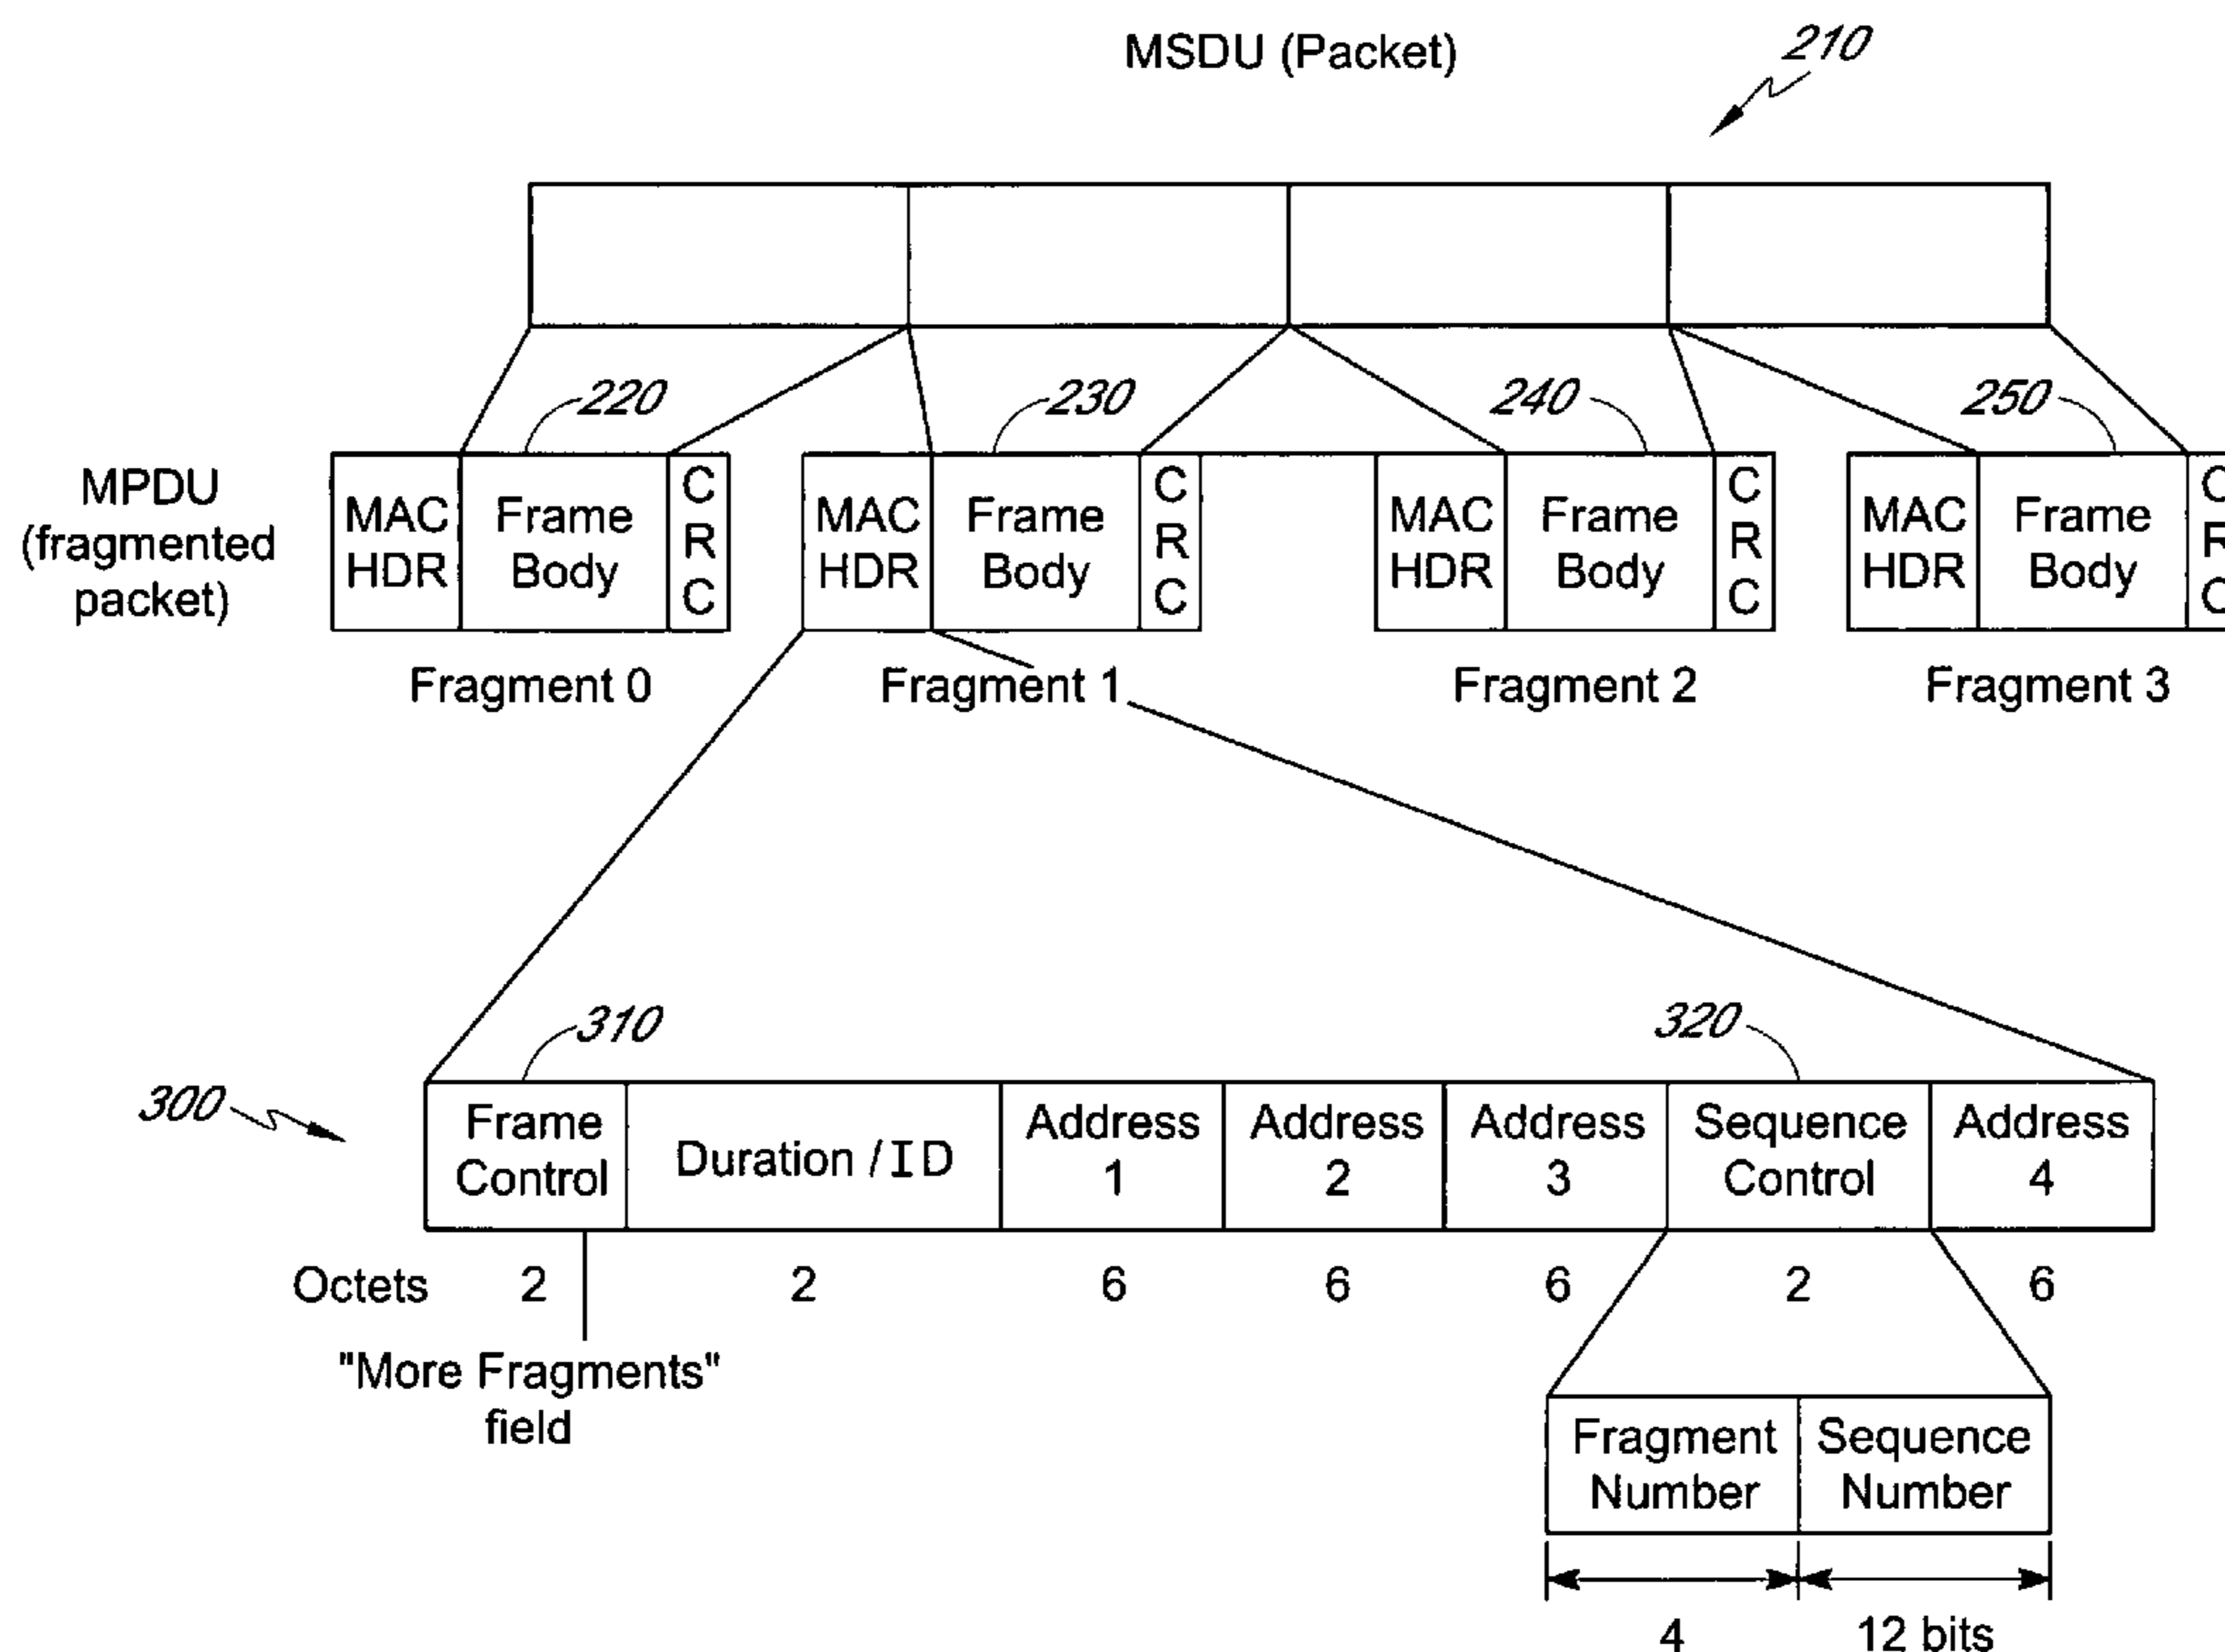 MSDU (Packet)
210
220
230
240
250
MPDU
(fragmented
packet)
MAC
HDR
Frame
Body
C
R
C
MAC
HDR
Frame
Body
C
R
C
MAC
HDR
Frame
Body
C
R
C
MAC
HDR
Frame
Body
C
R
C
Fragment 0
Fragment 1
Fragment 2
Fragment 3
310
320
300
Frame
Control
Duration / ID
Address
1
Address
2
Address
3
Sequence
Control
Address
4
Octets 2 2 6 6 6 2 6
"More Fragments"
field
Fragment
Number
Sequence
Number
4 12 bits